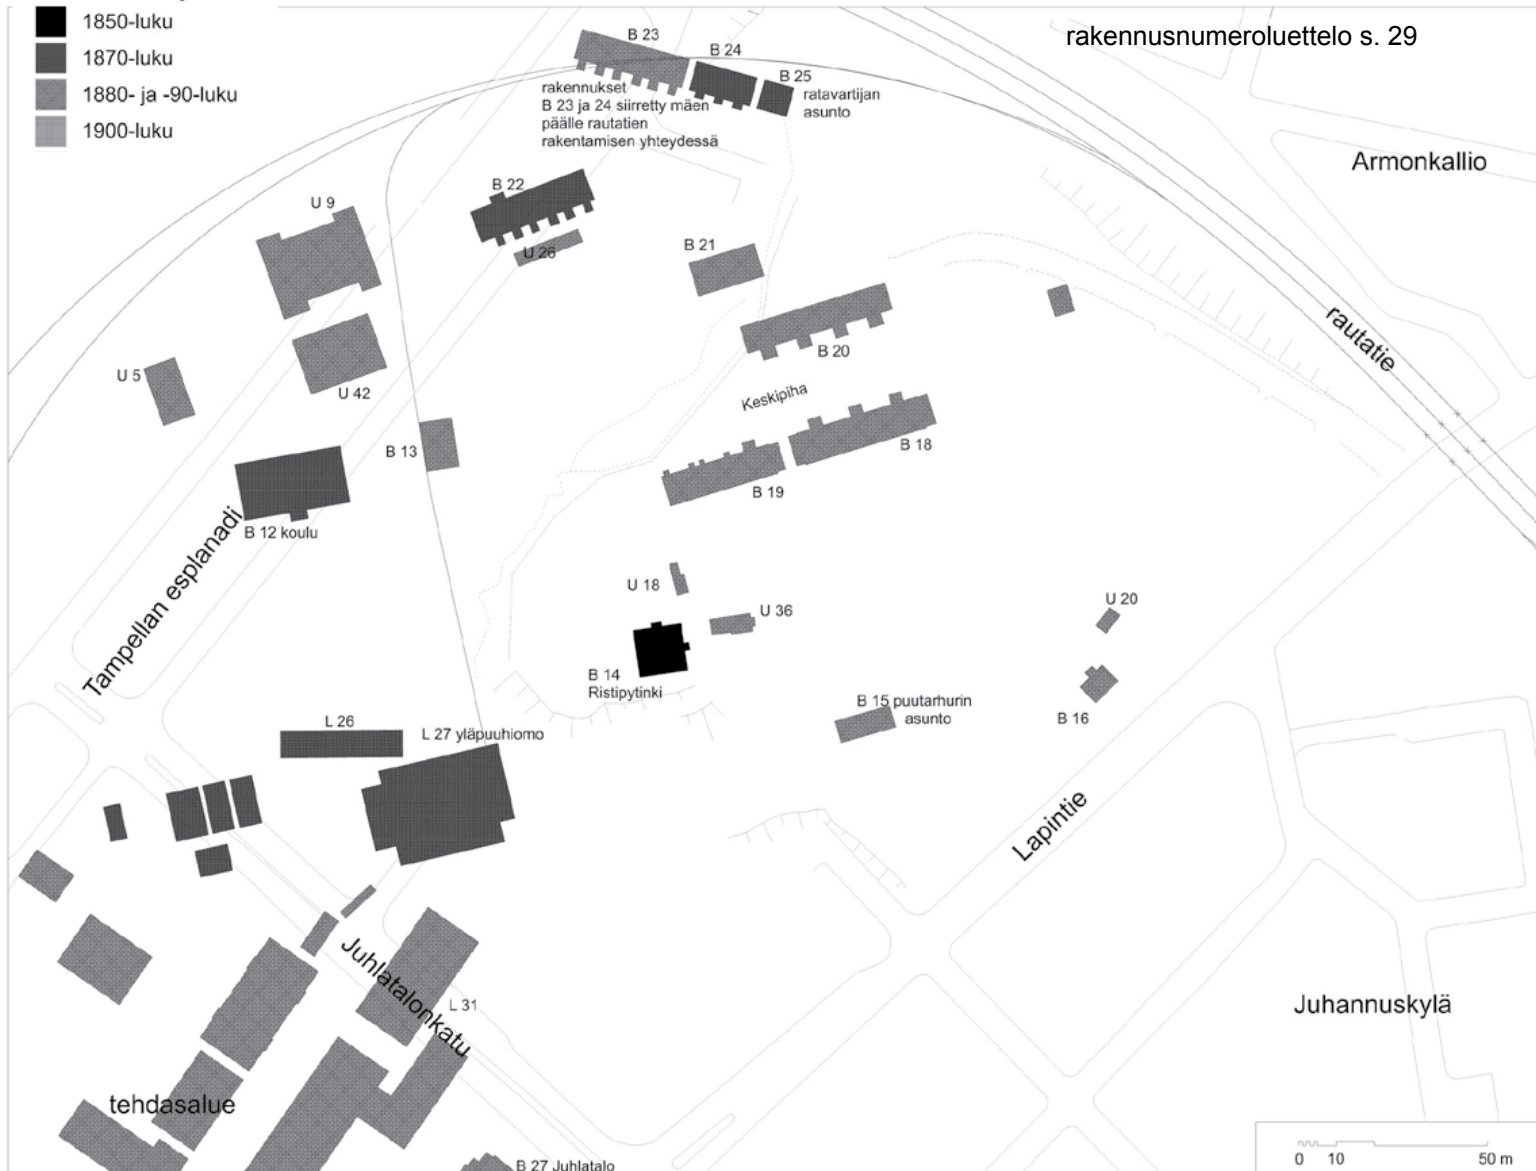 1850-luku
1870-luku
1880- ja -90-luku
1900-luku
rakennusnumeroluettelo s. 29
B 23
B 24
B 25
ratavartijan
asunto
rakennukset
B 23 ja 24 siirretty mäen
päälle rautatien
rakentamisen yhteydessä
Armonkallio
B 22
U 9
U 26
B 21
rautatie
B 20
U 5
U 42
Keskipiha
B 13
B 18
B 19
B 12 koulu
Tampellan esplanadi
U 18
U 36
U 20
B 14
Ristipytinki
B 15 puutarhurin
asunto
B 16
L 26
L 27 yläpuuhiomo
Lapintie
Juhlatalonkatu
L 31
Juhannuskylä
tehdasalue
B 27 Juhlatalo
0 10 50 m